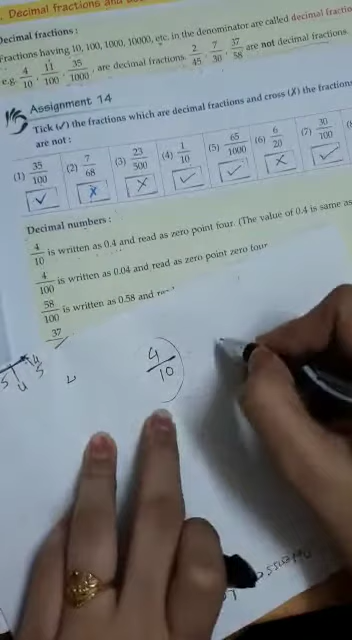 Decimal fractions and
Decimal fractions :
Fractions having 10, 100, 1000, 10000, etc. in the denominator are called decimal fractions
e.g. 4/10, 11/100, 35/1000, are decimal fractions. 2/45, 7/30, 37/58 are not decimal fractions.
Assignment 14
Tick (✓) the fractions which are decimal fractions and cross (X) the fractions
are not :
(1) 35/100 (2) 7/68 (3) 23/500 (4) 1/10 (5) 65/1000 (6) 6/20 (7) 30/100
✓ X X ✓ ✓ X ✓
Decimal numbers :
4/10 is written as 0.4 and read as zero point four. (The value of 0.4 is same as
4/100 is written as 0.04 and read as zero point zero four
58/100 is written as 0.58 and
37
4/10